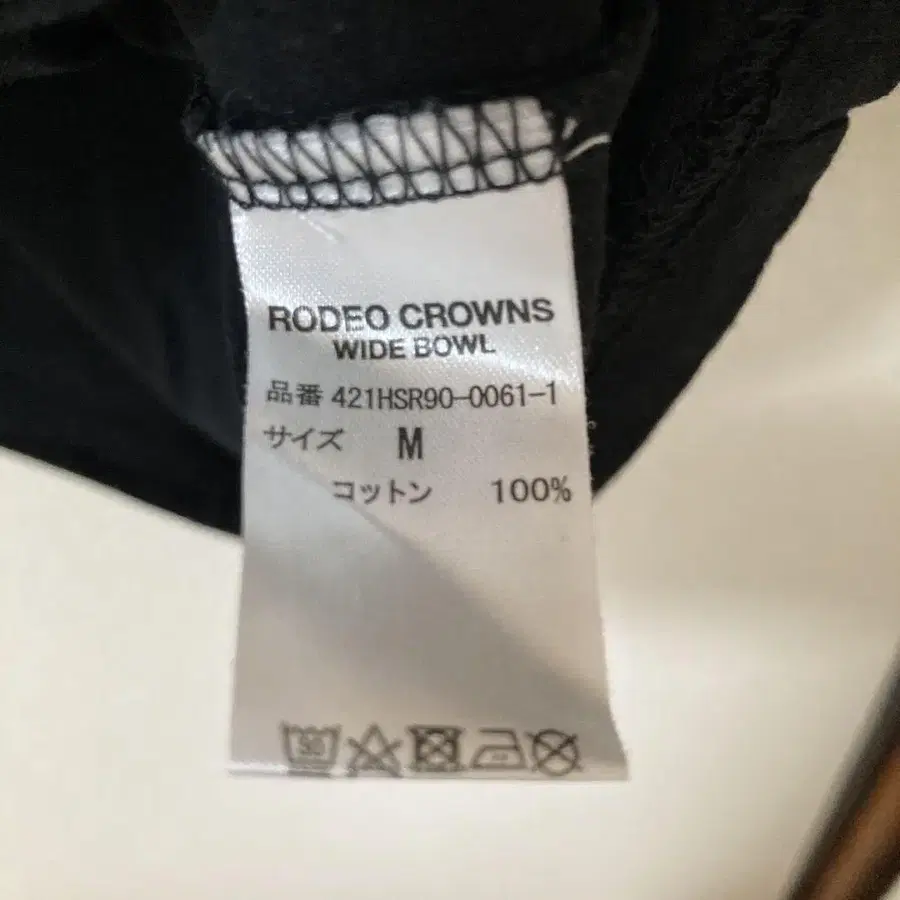 RODEO CROWNS
WIDE BOWL
品番 421HSR90-0061-1
サイズ M
コットン 100%